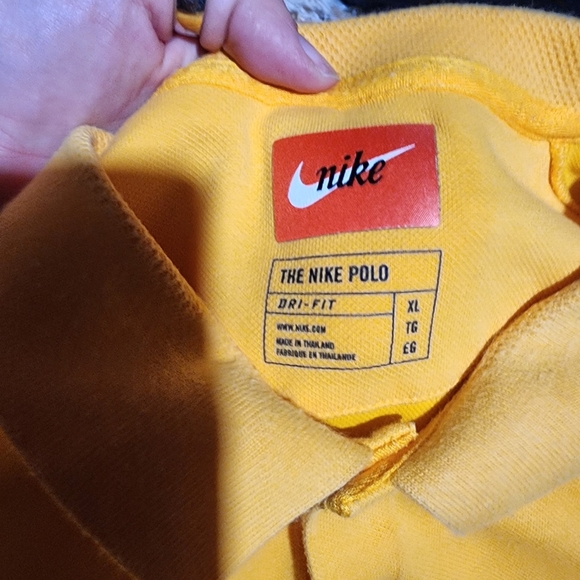 nike
THE NIKE POLO
DRI-FIT
WWW.NIKE.COM
MADE IN THAILAND
FABRIQUE EN THAILANDE
XL
TG
EG